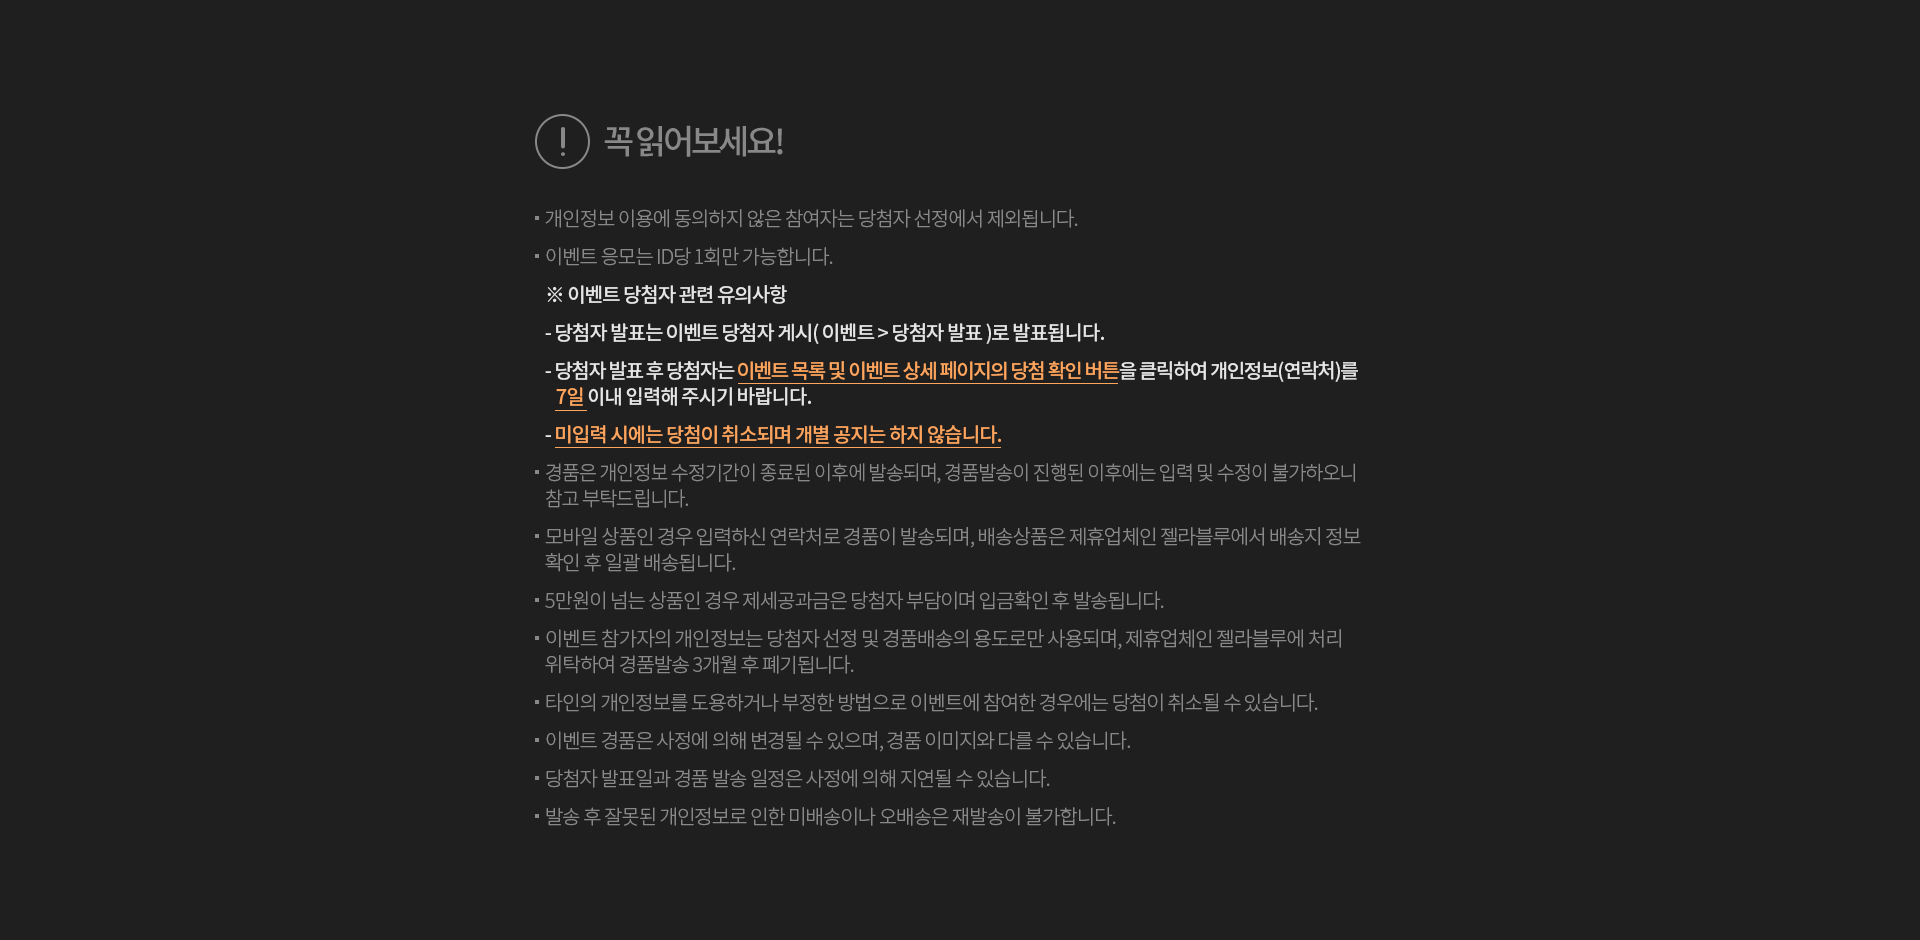 꼭 읽어보세요!
개인정보 이용에 동의하지 않은 참여자는 당첨자 선정에서 제외됩니다.
이벤트 응모는 ID당 1회만 가능합니다.
※ 이벤트 당첨자 관련 유의사항
- 당첨자 발표는 이벤트 당첨자 게시( 이벤트 > 당첨자 발표 )로 발표됩니다.
- 당첨자 발표 후 당첨자는 이벤트 목록 및 이벤트 상세 페이지의 당첨 확인 버튼을 클릭하여 개인정보(연락처)를
7일 이내 입력해 주시기 바랍니다.
- 미입력 시에는 당첨이 취소되며 개별 공지는 하지 않습니다.
경품은 개인정보 수정기간이 종료된 이후에 발송되며, 경품발송이 진행된 이후에는 입력 및 수정이 불가하오니
참고 부탁드립니다.
모바일 상품인 경우 입력하신 연락처로 경품이 발송되며, 배송상품은 제휴업체인 젤라블루에서 배송지 정보
확인 후 일괄 배송됩니다.
5만원이 넘는 상품인 경우 제세공과금은 당첨자 부담이며 입금확인 후 발송됩니다.
이벤트 참가자의 개인정보는 당첨자 선정 및 경품배송의 용도로만 사용되며, 제휴업체인 젤라블루에 처리
위탁하여 경품발송 3개월 후 폐기됩니다.
타인의 개인정보를 도용하거나 부정한 방법으로 이벤트에 참여한 경우에는 당첨이 취소될 수 있습니다.
이벤트 경품은 사정에 의해 변경될 수 있으며, 경품 이미지와 다를 수 있습니다.
당첨자 발표일과 경품 발송 일정은 사정에 의해 지연될 수 있습니다.
발송 후 잘못된 개인정보로 인한 미배송이나 오배송은 재발송이 불가합니다.